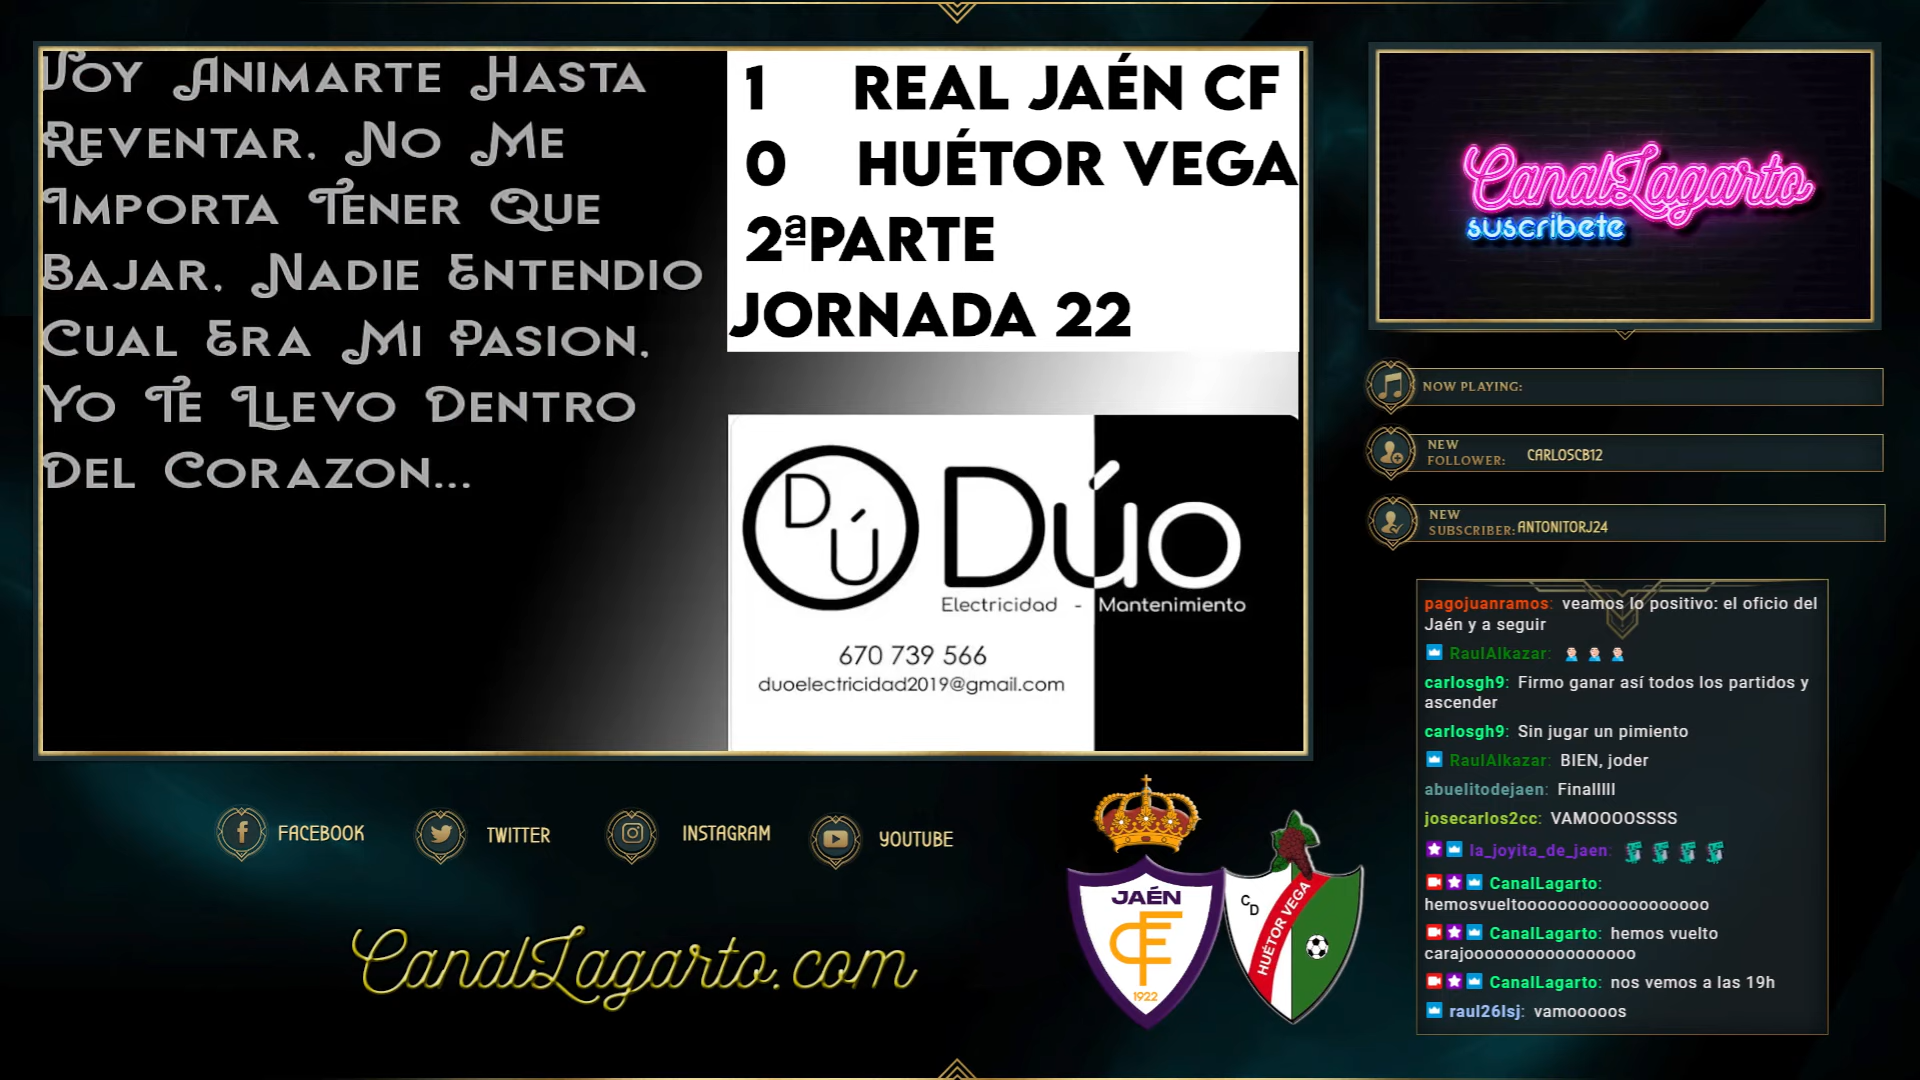 Voy Animarte Hasta
Reventar. No Me
Importa Tener Que
Bajar. Nadie Entendio
Cual Era Mi Pasion.
Yo Te Llevo Dentro
Del Corazon...
1 REAL JAÉN CF
0 HUÉTOR VEGA
2ªPARTE
JORNADA 22
DÚ
Dúo
Electricidad - Mantenimiento
670 739 566
duoelectricidad2019@gmail.com
CanalLagarto
suscribete
NOW PLAYING:
NEW
FOLLOWER: CARLOSCB12
NEW
SUBSCRIBER: ANTONITORJ24
pagojuanramos: veamos lo positivo: el oficio del
Jaén y a seguir
RaulAlkazar:
carlosgh9: Firmo ganar así todos los partidos y
ascender
carlosgh9: Sin jugar un pimiento
RaulAlkazar: BIEN, joder
abuelitodejaen: Finalllll
josecarlos2cc: VAMOOOOSSSS
la_joyita_de_jaen:
CanalLagarto:
hemosvueltooooooooooooooooooo
CanalLagarto: hemos vuelto
carajooooooooooooooooo
CanalLagarto: nos vemos a las 19h
raul26lsj: vamooooos
FACEBOOK
TWITTER
INSTAGRAM
YOUTUBE
CanalLagarto.com
JAÉN
CF
1922
CD
HUÉTOR VEGA